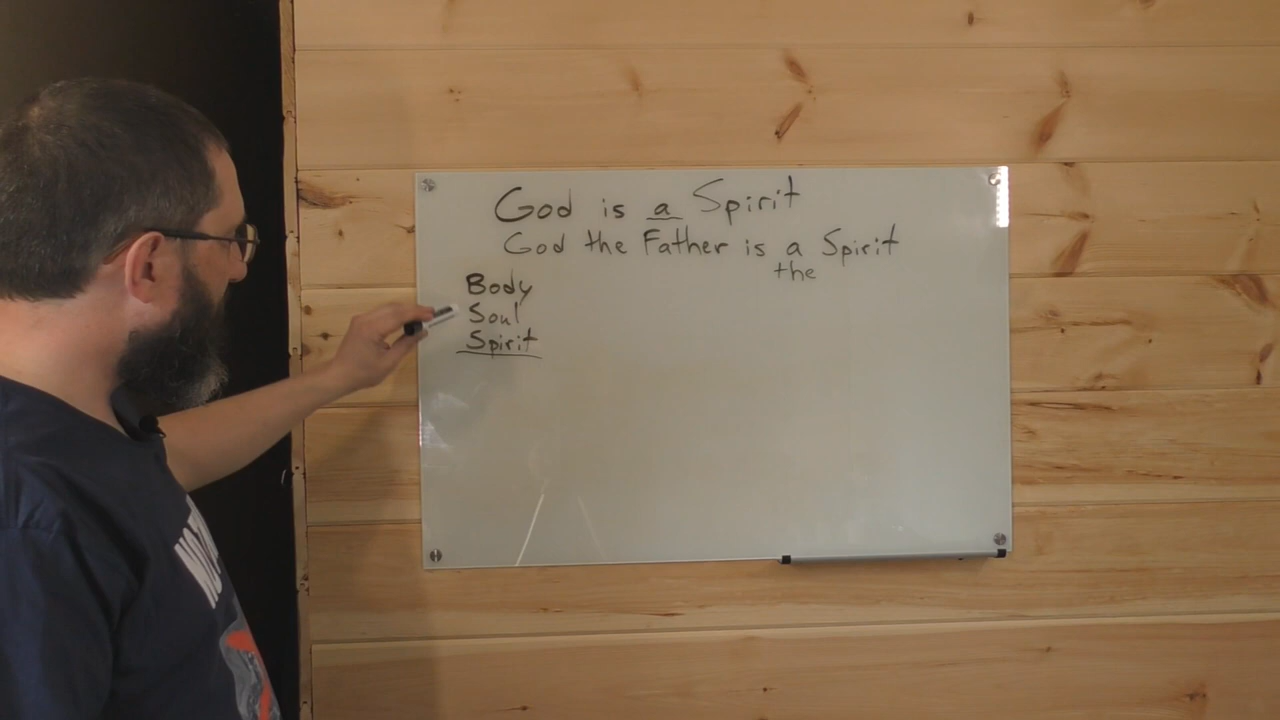 God is a Spirit
God the Father is a Spirit
the
Body
Soul
Spirit